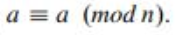 a ≡ a (mod n).